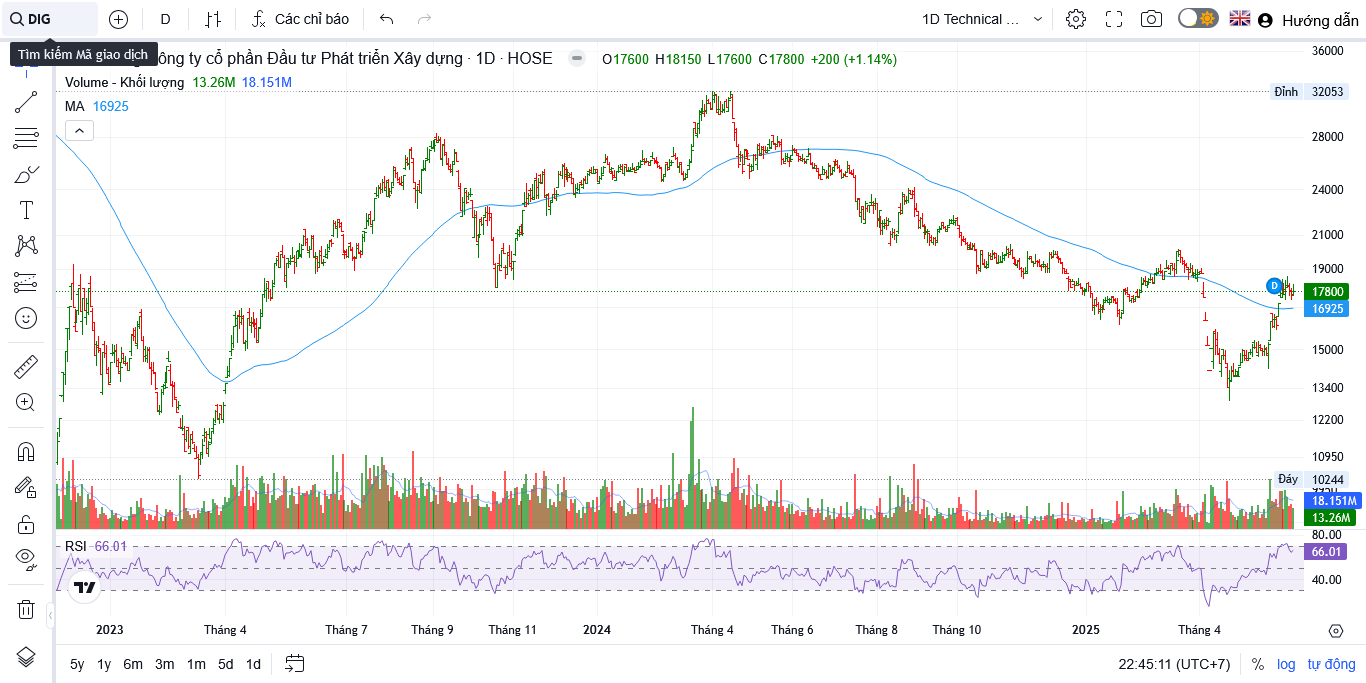 DIG D Các chỉ báo 1D Technical ... Hướng dẫn
Tìm kiếm Mã giao dịch
ông ty cổ phần Đầu tư Phát triển Xây dựng · 1D · HOSE O17600 H18150 L17600 C17800 +200 (+1.14%)
Volume - Khối lượng 13.26M 18.151M
MA 16925
36000
Đỉnh 32053
28000
24000
21000
19000
D
17800
16925
15000
13400
12200
10950
Đáy 10244
18.151M
13.26M
80.00
RSI 66.01
66.01
40.00
2023 Tháng 4 Tháng 7 Tháng 9 Tháng 11 2024 Tháng 4 Tháng 6 Tháng 8 Tháng 10 2025 Tháng 4
5y 1y 6m 3m 1m 5d 1d 22:45:11 (UTC+7) % log tự động